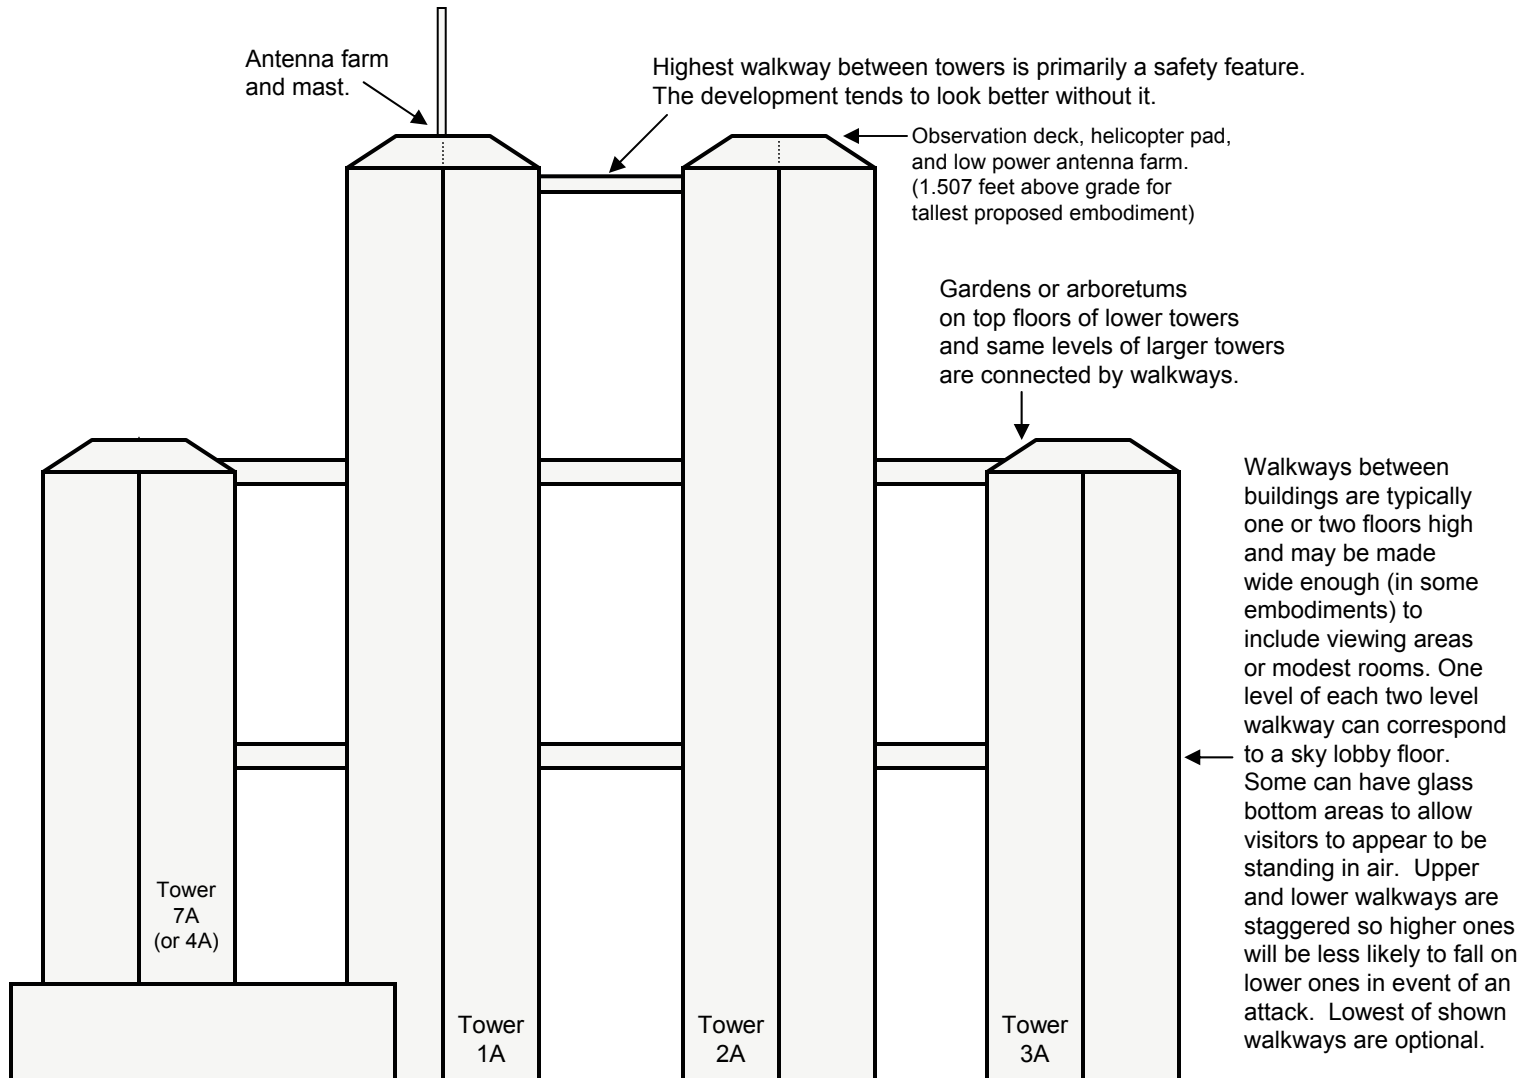 Antenna farm
and mast.
Highest walkway between towers is primarily a safety feature.
The development tends to look better without it.
Observation deck, helicopter pad,
and low power antenna farm.
(1.507 feet above grade for
tallest proposed embodiment)
Gardens or arboretums
on top floors of lower towers
and same levels of larger towers
are connected by walkways.
Walkways between
buildings are typically
one or two floors high
and may be made
wide enough (in some
embodiments) to
include viewing areas
or modest rooms. One
level of each two level
walkway can correspond
to a sky lobby floor.
Some can have glass
bottom areas to allow
visitors to appear to be
standing in air.  Upper
and lower walkways are
staggered so higher ones
will be less likely to fall on
lower ones in event of an
attack.  Lowest of shown
walkways are optional.
Tower
7A
(or 4A)
Tower
1A
Tower
2A
Tower
3A